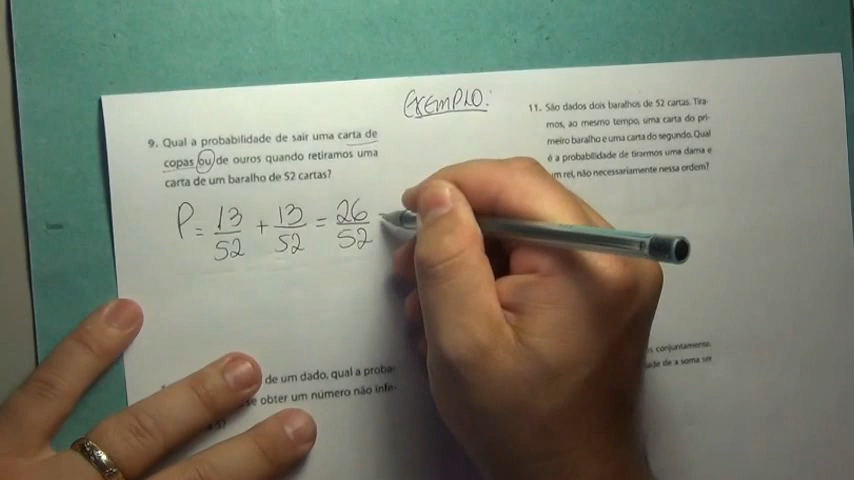 EXEMPLO:
9. Qual a probabilidade de sair uma carta de
copas ou de ouros quando retiramos uma
carta de um baralho de 52 cartas?
P = 13/52 + 13/52 = 26/52
de um dado, qual a proba-
se obter um número não infe-
11. São dados dois baralhos de 52 cartas. Tira-
mos, ao mesmo tempo, uma carta do pri-
meiro baralho e uma carta do segundo. Qual
é a probabilidade de tirarmos uma dama e
um rei, não necessariamente nessa ordem?
conjuntamente.
de a soma ser